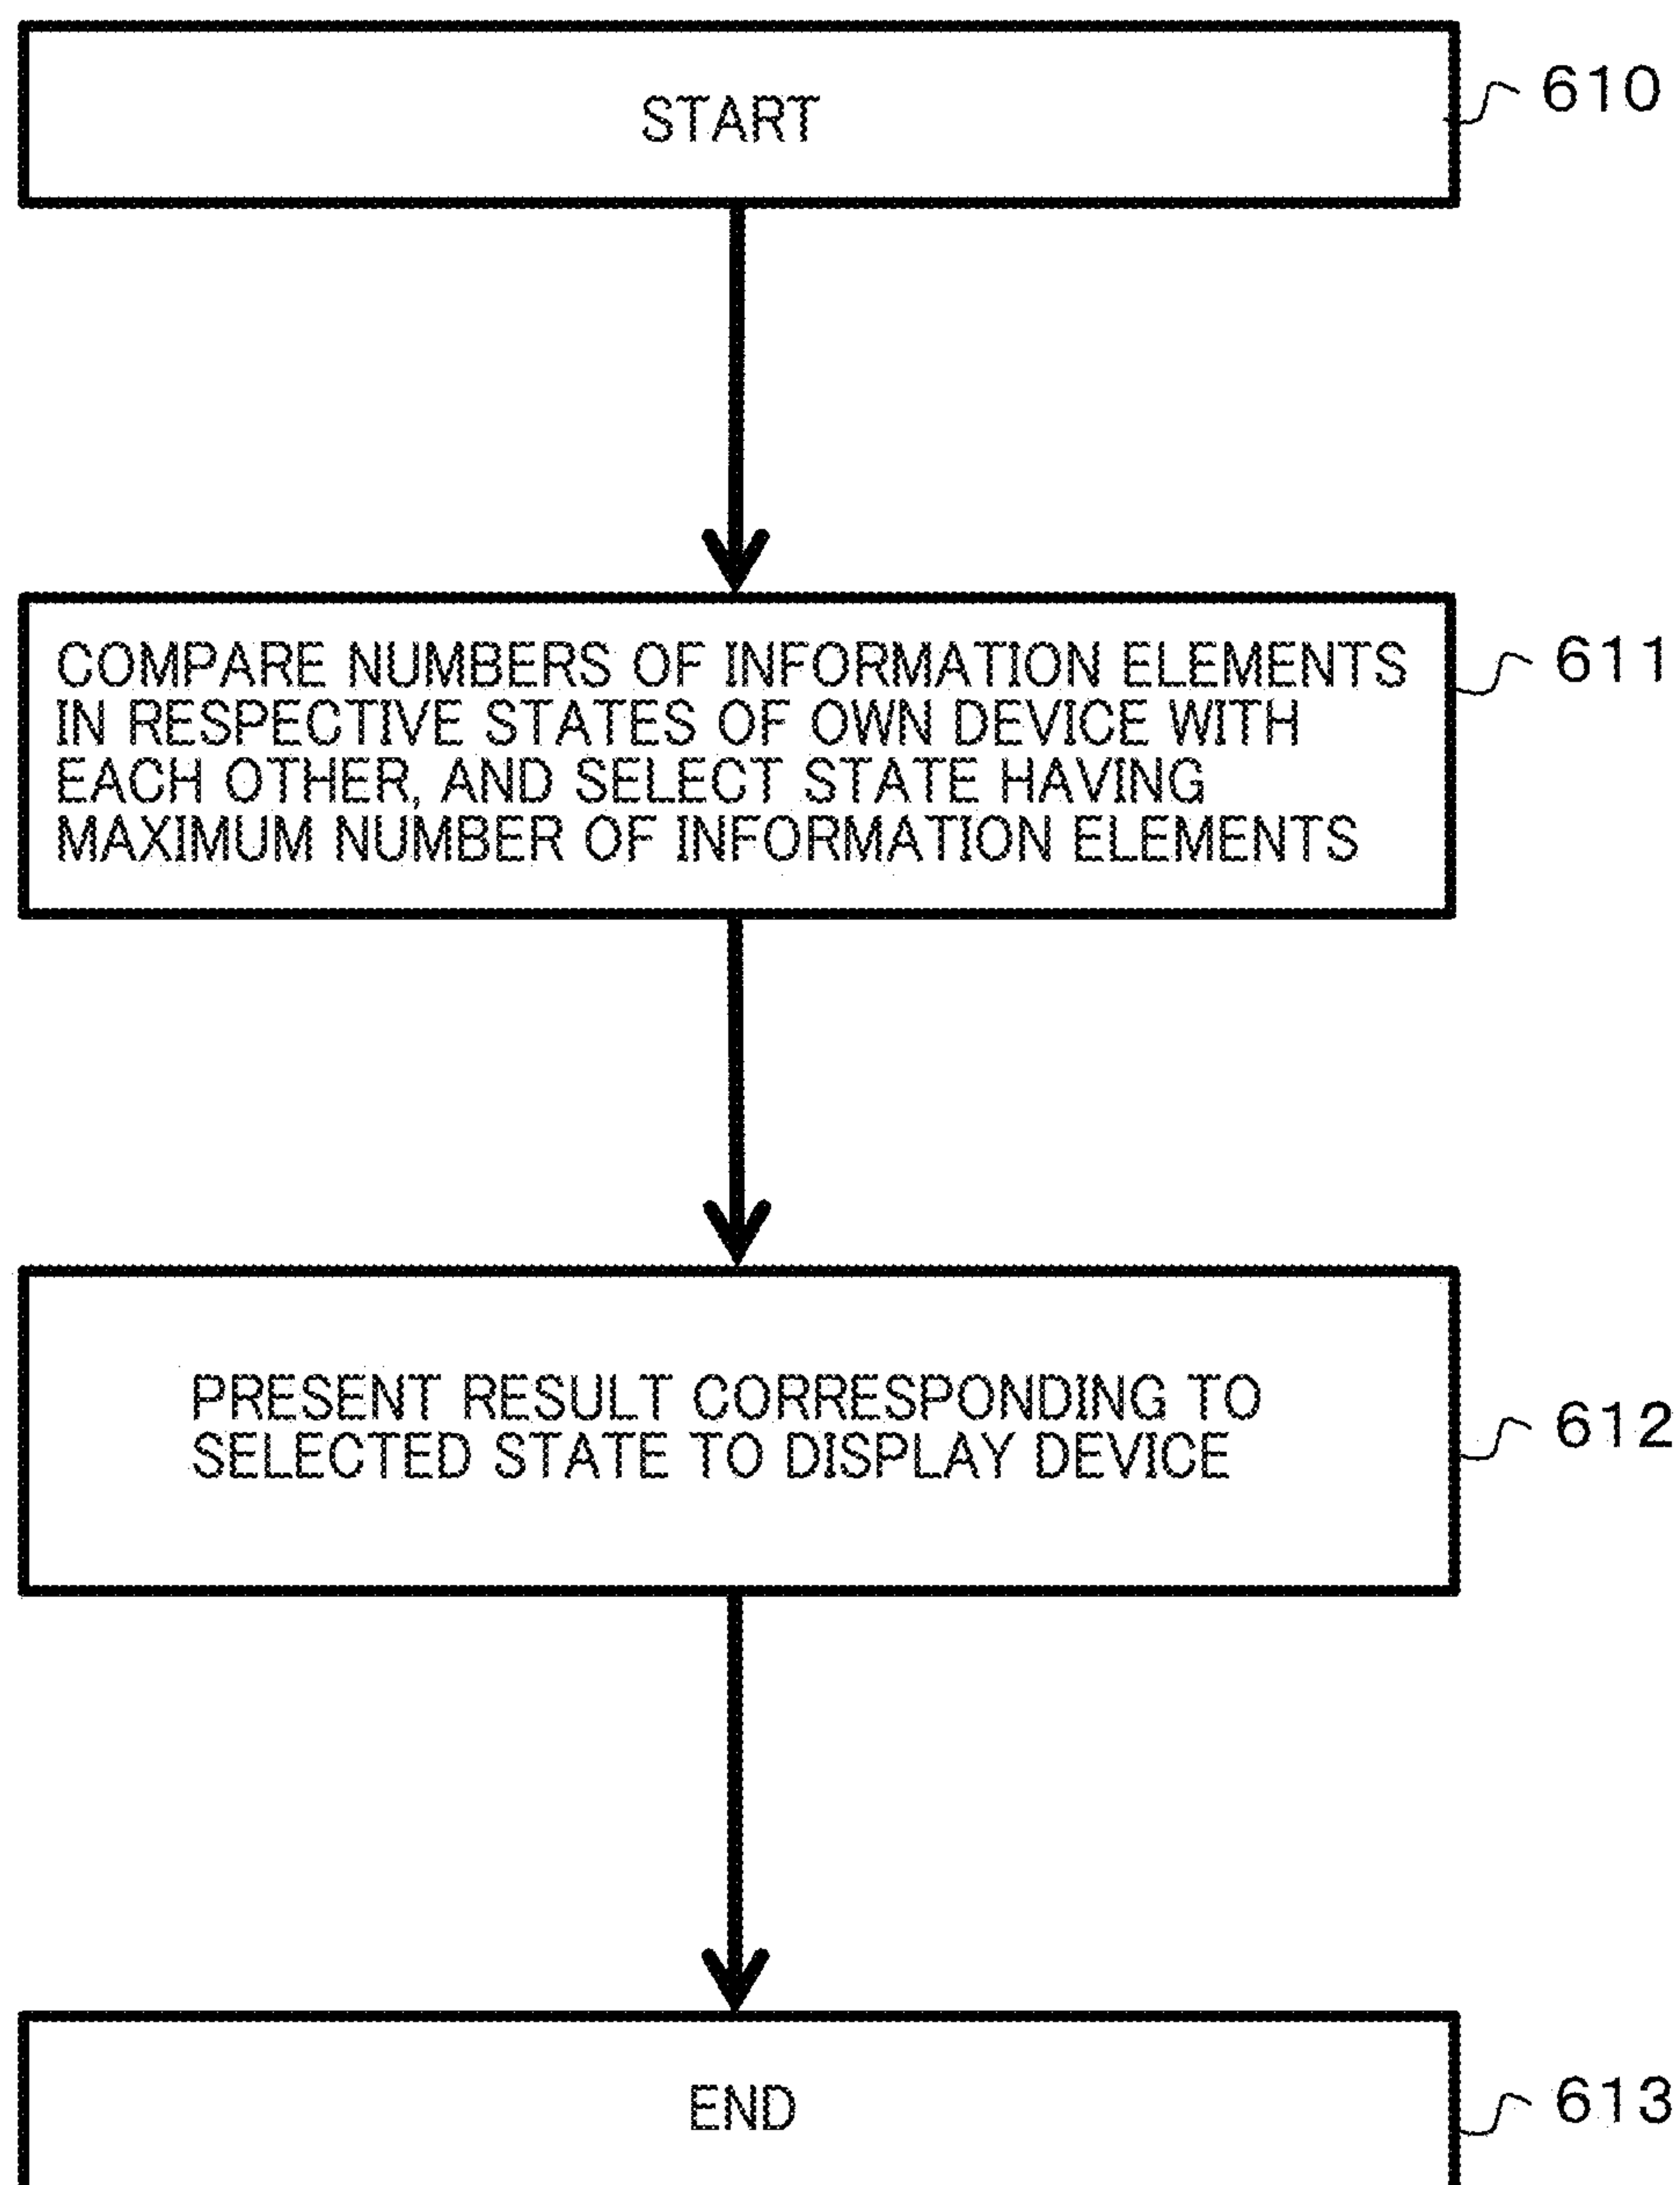 START
610
COMPARE NUMBERS OF INFORMATION ELEMENTS
IN RESPECTIVE STATES OF OWN DEVICE WITH
EACH OTHER, AND SELECT STATE HAVING
MAXIMUM NUMBER OF INFORMATION ELEMENTS
611
PRESENT RESULT CORRESPONDING TO
SELECTED STATE TO DISPLAY DEVICE
612
END
613